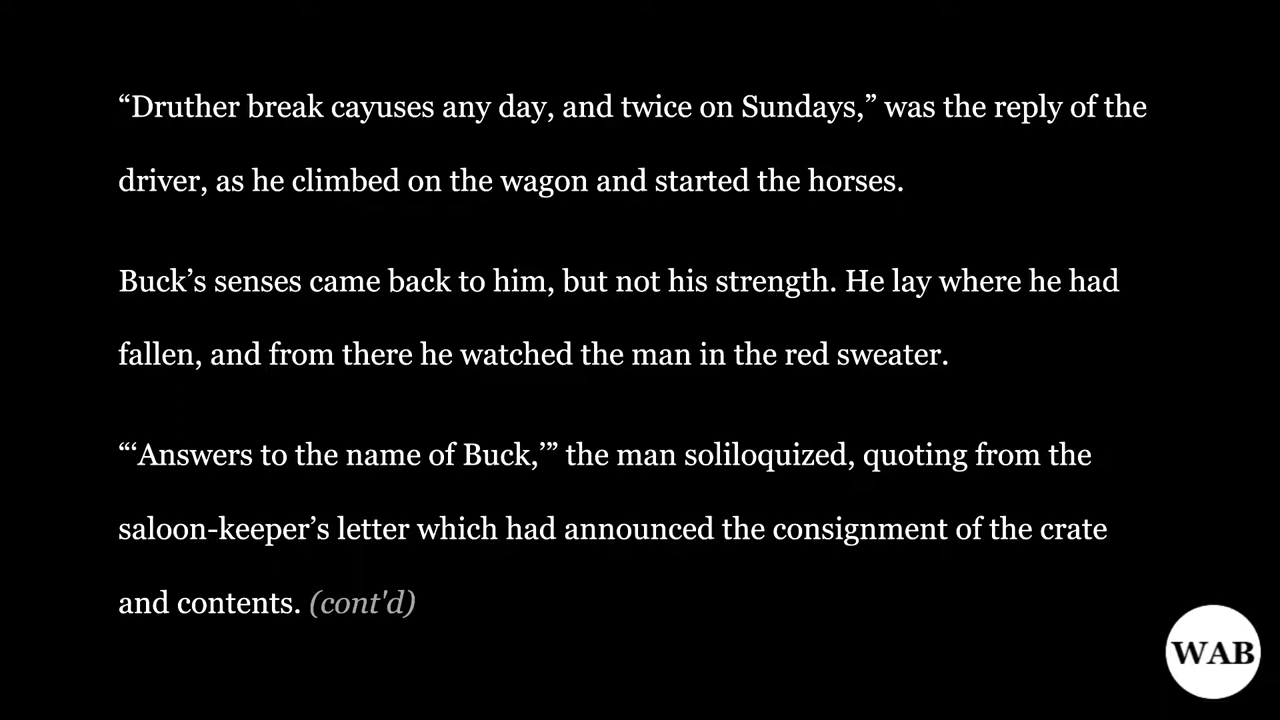 “Druther break cayuses any day, and twice on Sundays,” was the reply of the
driver, as he climbed on the wagon and started the horses.
Buck’s senses came back to him, but not his strength. He lay where he had
fallen, and from there he watched the man in the red sweater.
“‘Answers to the name of Buck,’” the man soliloquized, quoting from the
saloon-keeper’s letter which had announced the consignment of the crate
and contents. (cont'd)
WAB